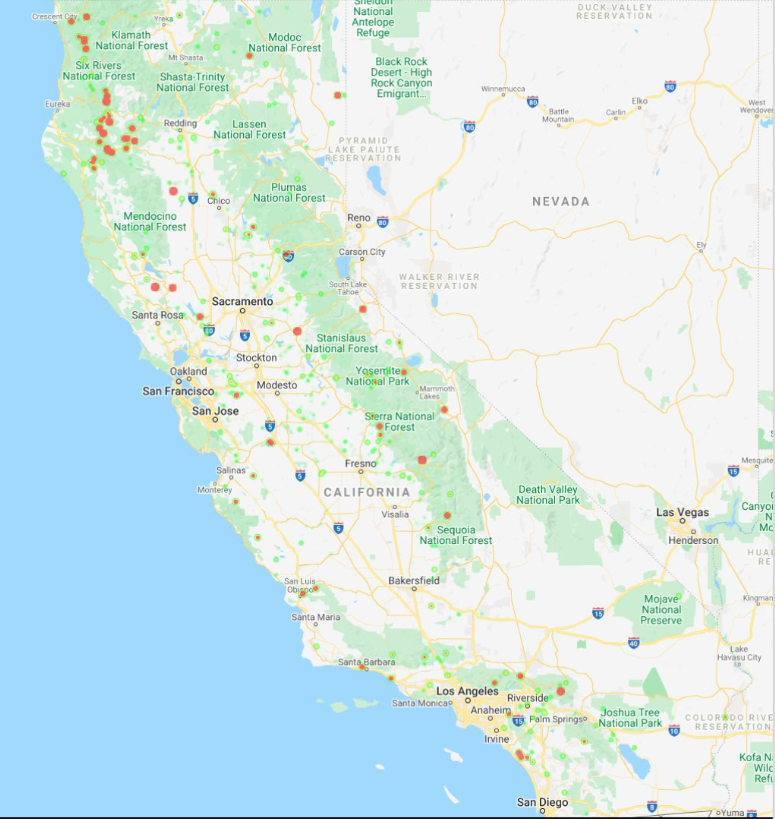 Sheldon
National
Antelope
Refuge
DUCK VALLEY
RESERVATION
Crescent City
Yreka
Klamath
National Forest
Modoc
National Forest
Mt Shasta
Six Rivers
National Forest
Shasta-Trinity
National Forest
Black Rock
Desert - High
Rock Canyon
Emigrant...
Winnemucca
80
80
Elko
Battle
Mountain
Carlin
West
Wendov
Eureka
Redding
Lassen
National Forest
80
PYRAMID
LAKE PAIUTE
RESERVATION
5
Chico
Plumas
National Forest
NEVADA
Mendocino
National Forest
Reno
80
Ely
Carson City
80
South Lake
Tahoe
WALKER RIVER
RESERVATION
Sacramento
Santa Rosa
80
5
Stanislaus
National Forest
Stockton
Oakland
Yosemite
National Park
San Francisco
Modesto
Mammoth
Lakes
San Jose
5
Sierra National
Forest
Salinas
Fresno
5
15
Mesquite
Monterey
CALIFORNIA
Death Valley
National Park
Visalia
Las Vegas
5
Sequoia
National Forest
Henderson
San Luis
Obispo
Bakersfield
Mojave
National
Preserve
Kingman
15
Santa Maria
40
Lake
Havasu City
Santa Barbara
Los Angeles
Riverside
Santa Monica
Anaheim
15
Palm Springs
Joshua Tree
National Park
COLORADO RIVE
RESERVATION
10
Irvine
Kofa N
Wil
Refu
San Diego
8
Yuma
8